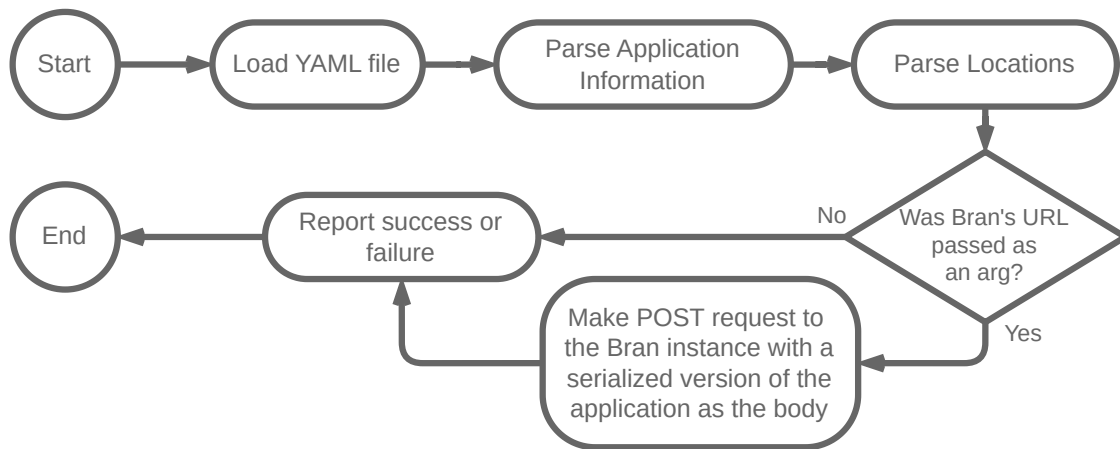 Start
Load YAML file
Parse Application
Information
Parse Locations
Was Bran's URL
passed as
an arg?
No
Yes
Make POST request to
the Bran instance with a
serialized version of the
application as the body
Report success or
failure
End